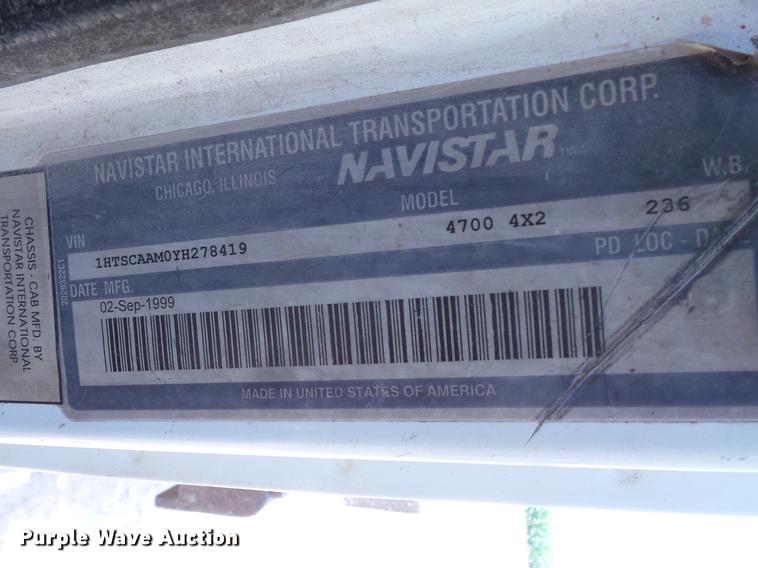 NAVISTAR INTERNATIONAL TRANSPORTATION CORP.
CHICAGO, ILLINOIS
NAVISTAR
VIN
MODEL
W.B.
1HTSCAAM0YH278419
4700 4X2
236
DATE MFG.
PD LOC - DATE
02-Sep-1999
MADE IN UNITED STATES OF AMERICA
CHASSIS - CAB MFD. BY
NAVISTAR INTERNATIONAL
TRANSPORTATION CORP.
Purple Wave Auction